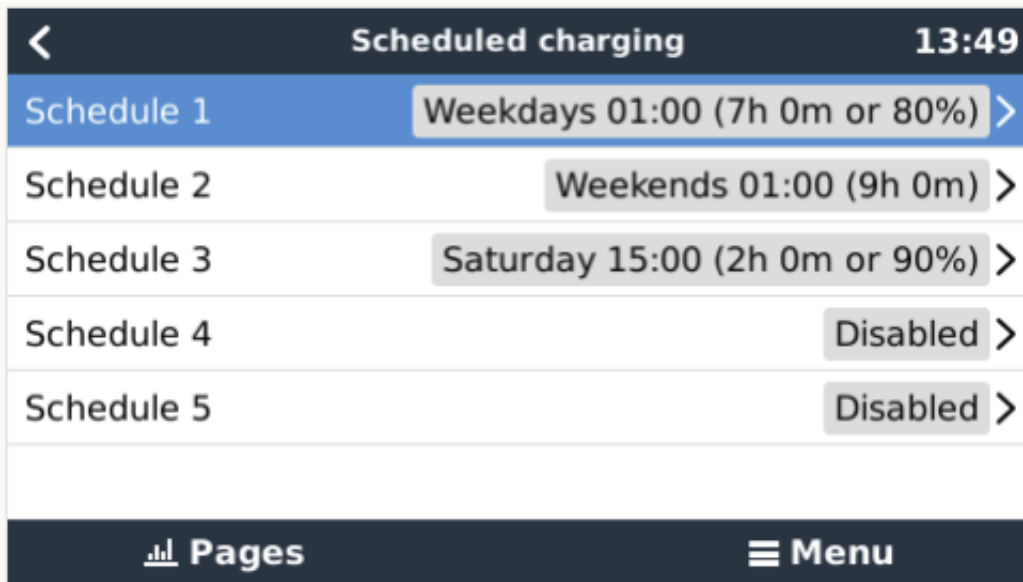 Scheduled charging 13:49
Schedule 1 Weekdays 01:00 (7h 0m or 80%)
Schedule 2 Weekends 01:00 (9h 0m)
Schedule 3 Saturday 15:00 (2h 0m or 90%)
Schedule 4 Disabled
Schedule 5 Disabled
Pages Menu